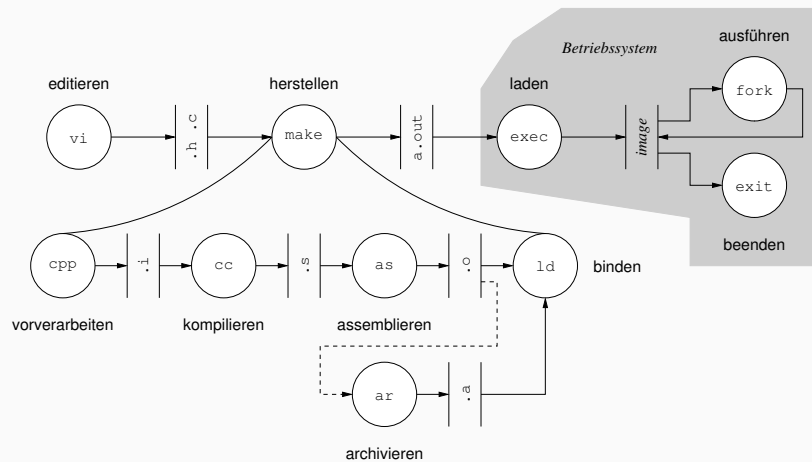 Betriebssystem
ausführen
editieren
herstellen
laden
fork
vi
.h .c
make
a.out
exec
image
exit
beenden
cpp
.i
cc
.s
as
.o
ld
binden
vorverarbeiten
kompilieren
assemblieren
ar
.a
archivieren